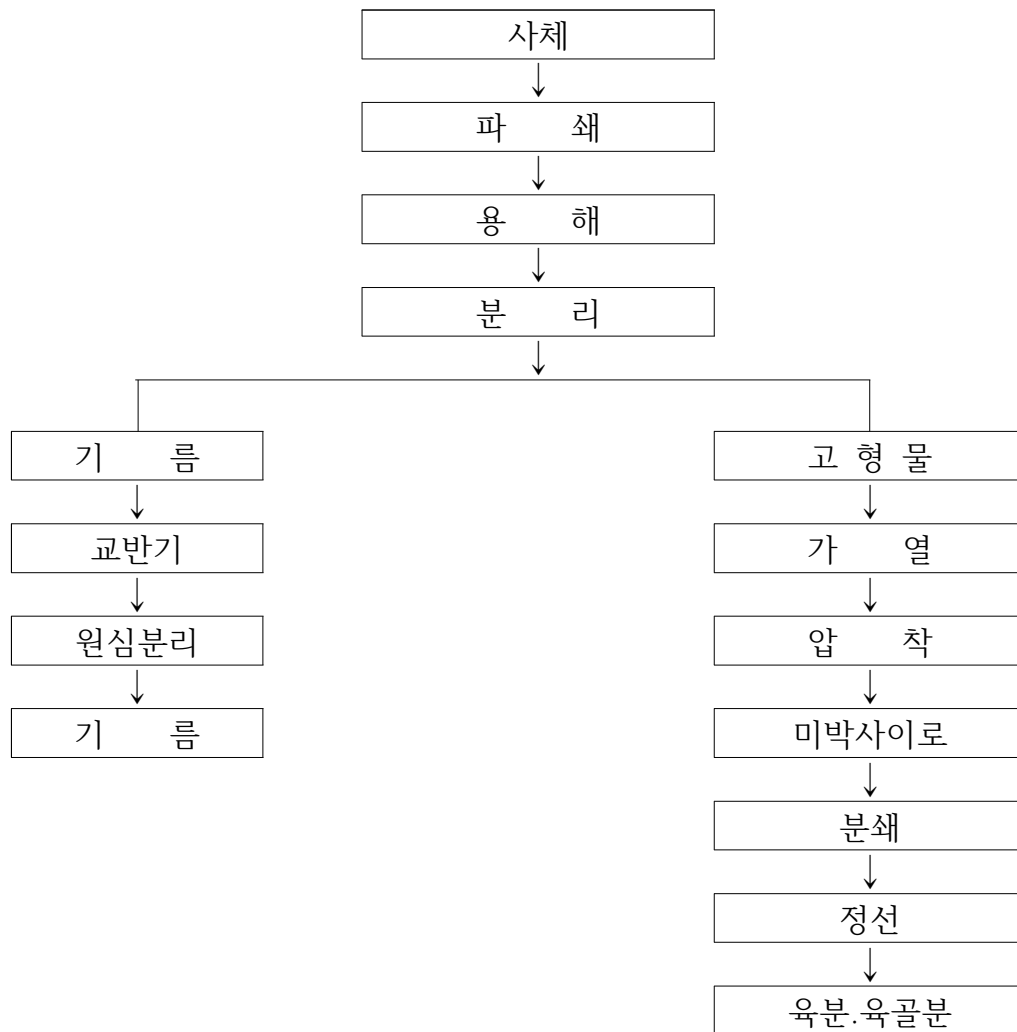 사체
파 쇄
용 해
분 리
기 름
교반기
원심분리
기 름
고 형 물
가 열
압 착
미박사이로
분쇄
정선
육분.육골분